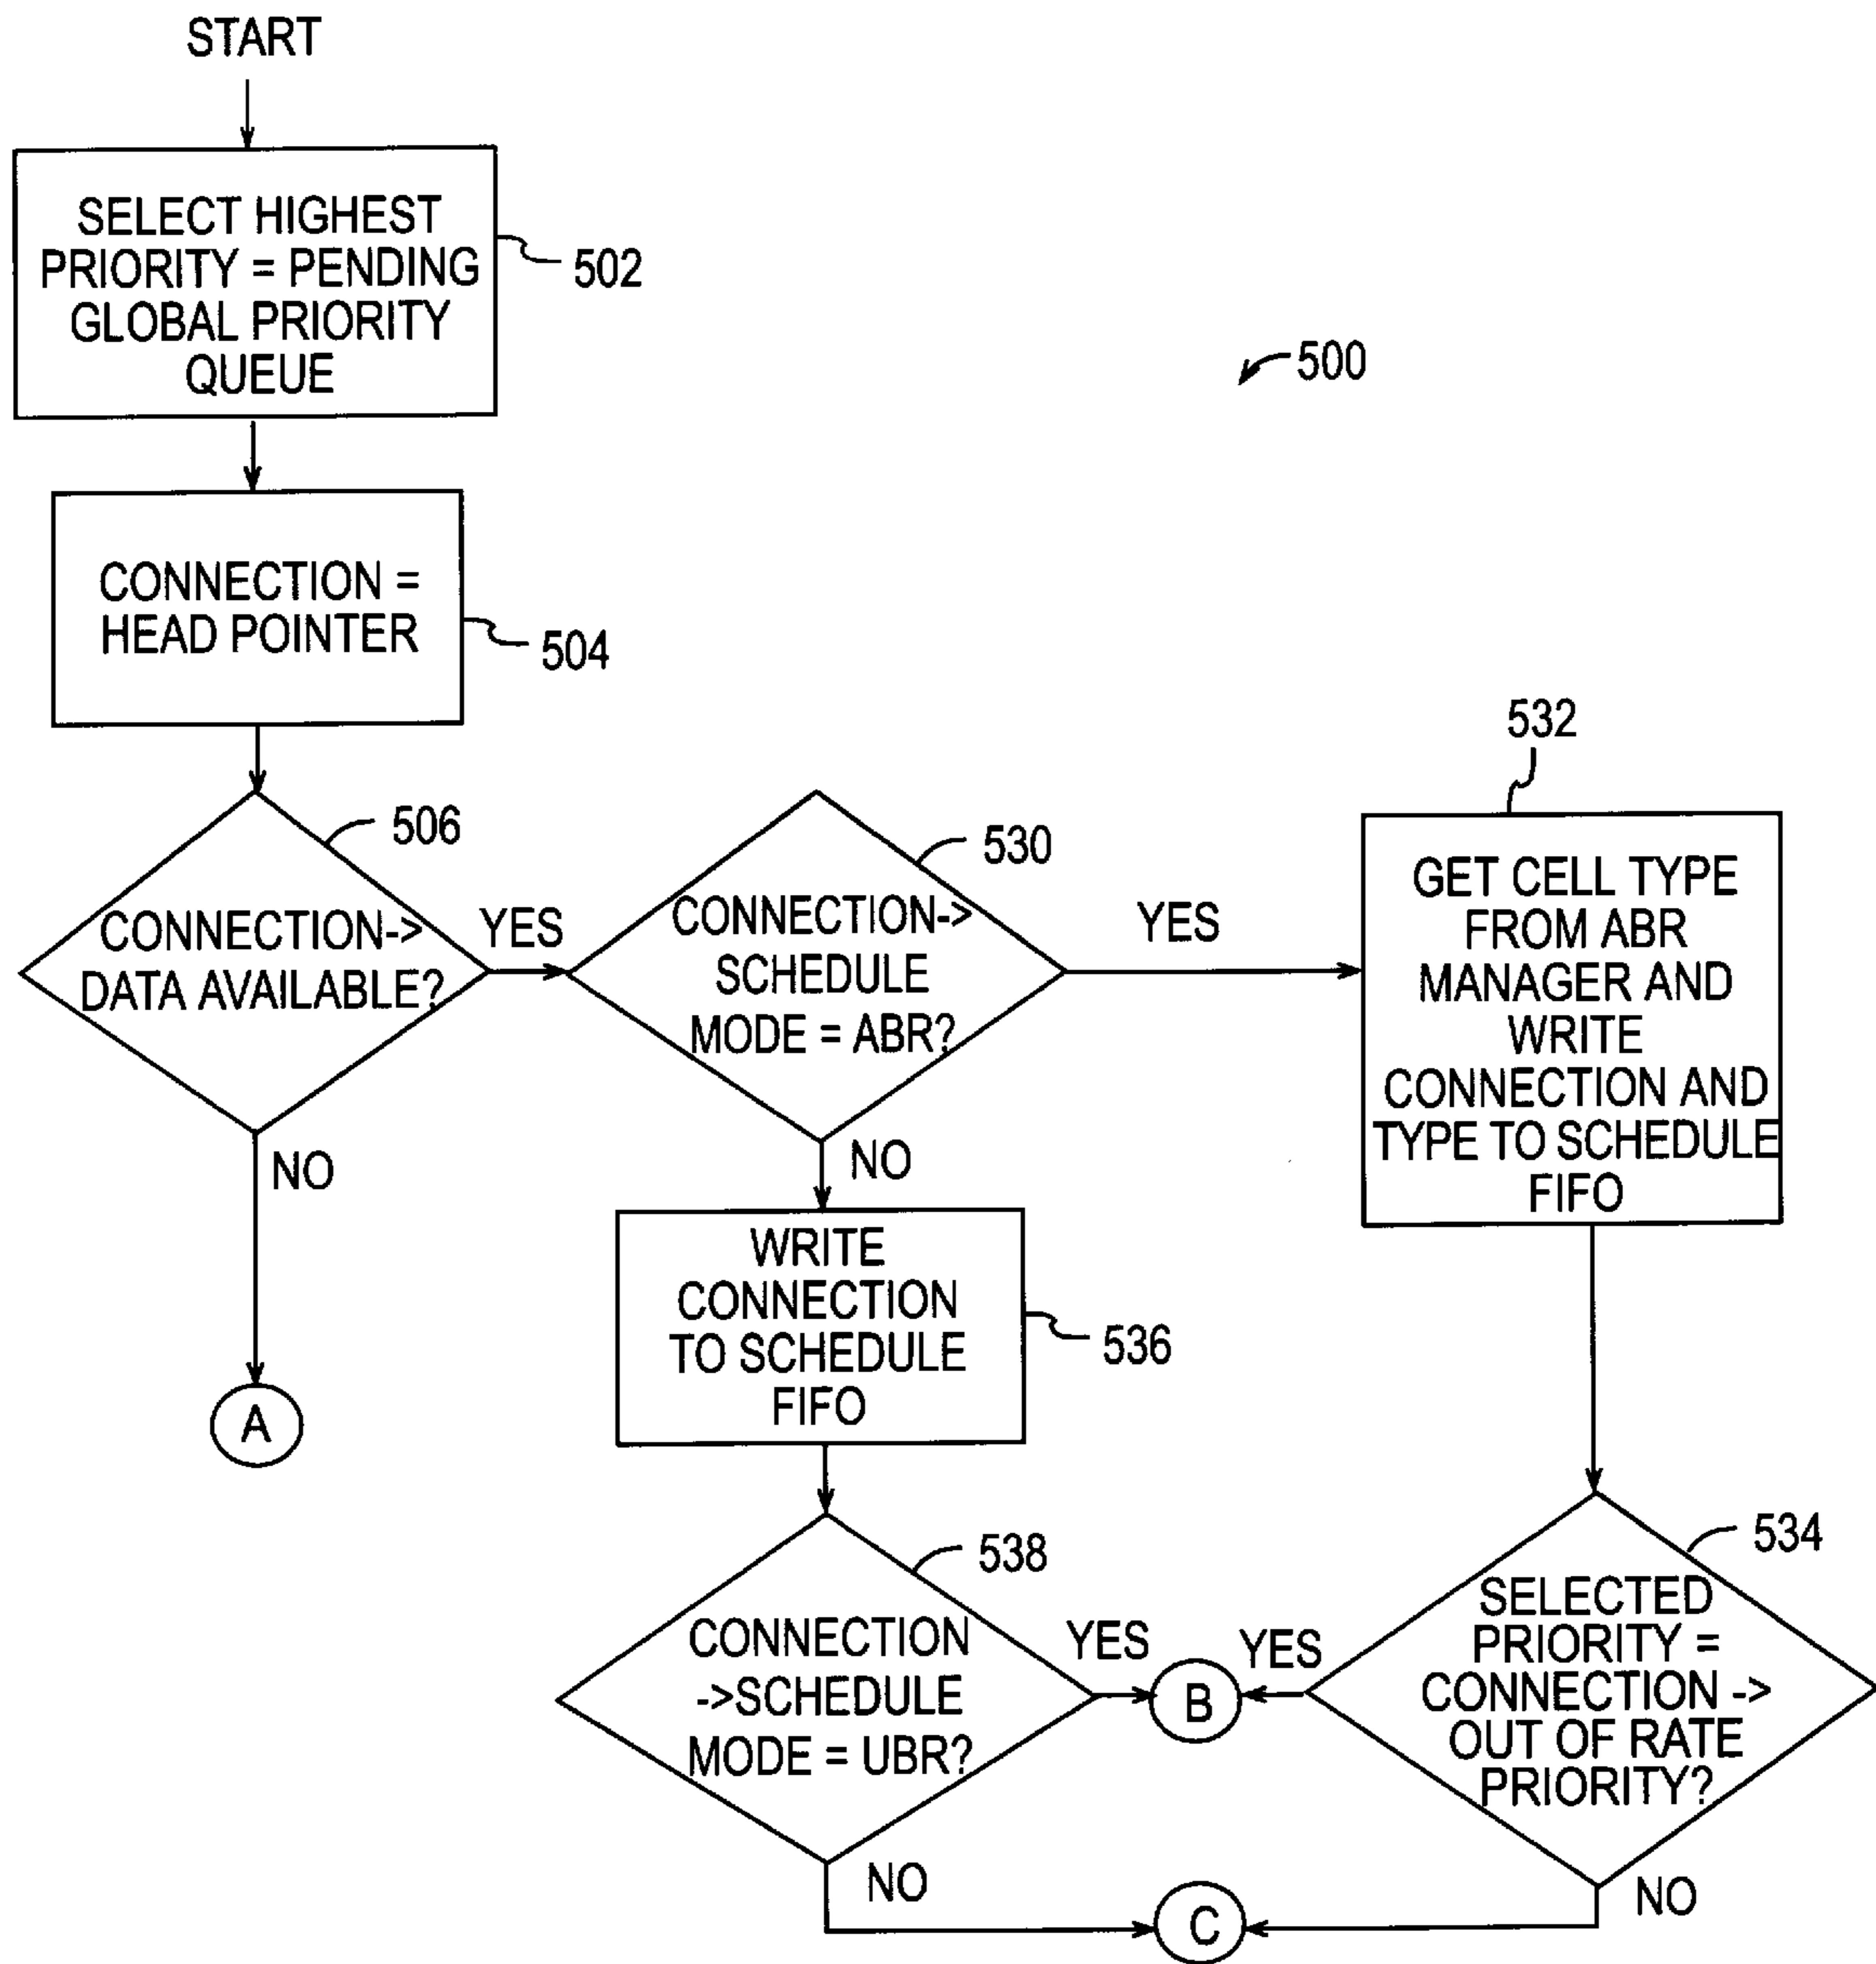 START
SELECT HIGHEST
PRIORITY = PENDING
GLOBAL PRIORITY
QUEUE
502
500
CONNECTION =
HEAD POINTER
504
506
CONNECTION->
DATA AVAILABLE?
YES
NO
A
530
CONNECTION->
SCHEDULE
MODE = ABR?
YES
NO
532
GET CELL TYPE
FROM ABR
MANAGER AND
WRITE
CONNECTION AND
TYPE TO SCHEDULE
FIFO
WRITE
CONNECTION
TO SCHEDULE
FIFO
536
538
CONNECTION
->SCHEDULE
MODE = UBR?
YES
NO
B
534
SELECTED
PRIORITY =
CONNECTION ->
OUT OF RATE
PRIORITY?
YES
NO
C